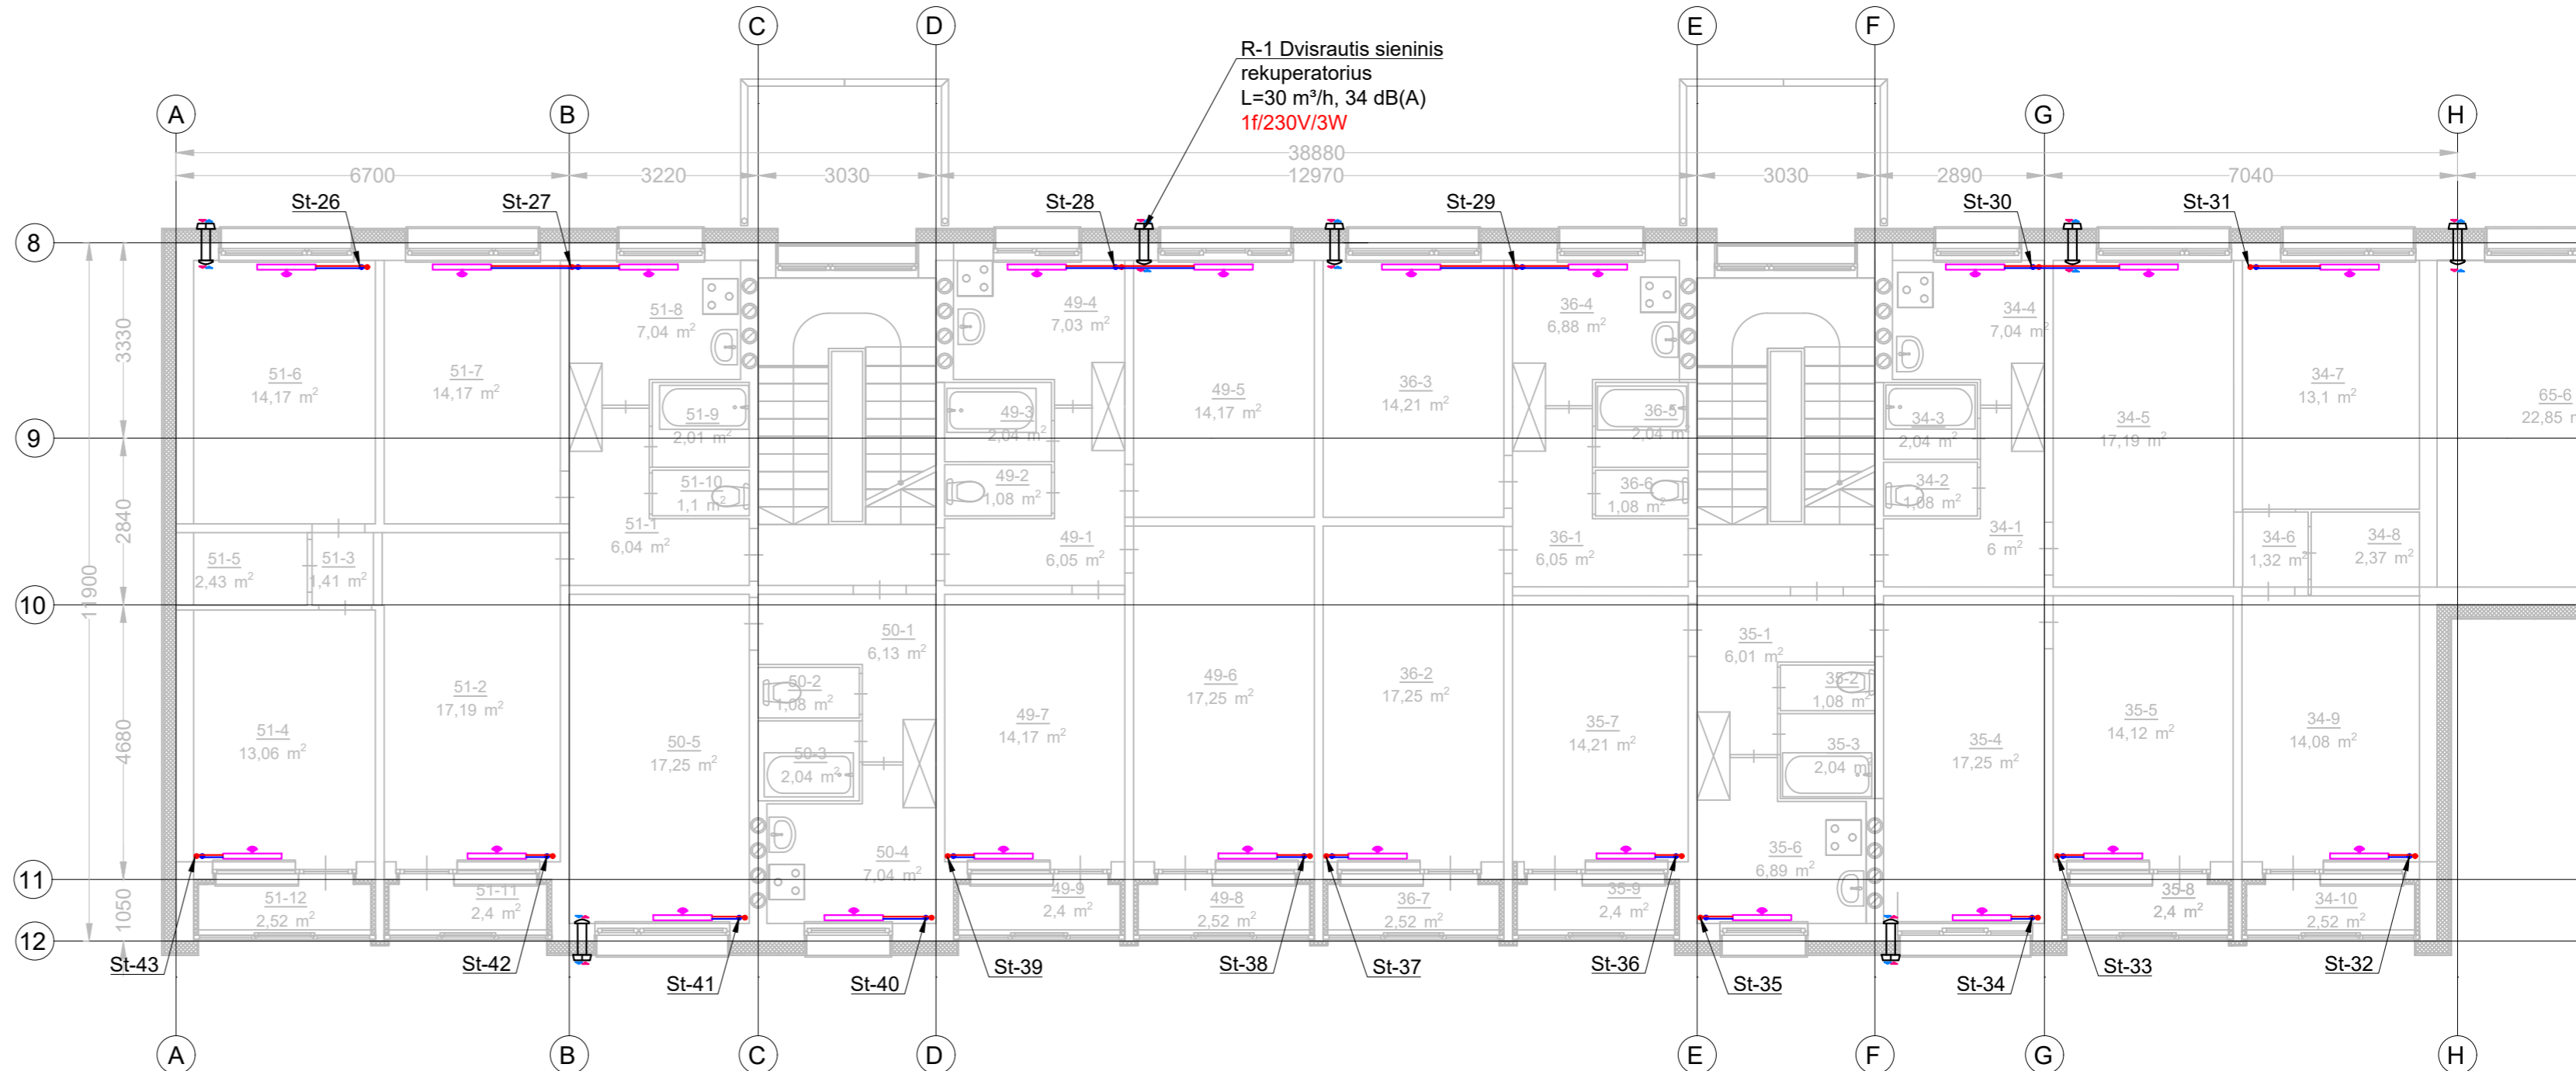 C
D
E
F
R-1 Dvisrautis sieninis
rekuperatorius
L=30 m³/h, 34 dB(A)
1f/230V/3W
A
B
G
H
38880
6700
3220
3030
12970
3030
2890
7040
St-26
St-27
St-28
St-29
St-30
St-31
8
3330
51-8
7,04 m²
49-4
7,03 m²
36-4
6,88 m²
34-4
7,04 m²
51-6
14,17 m²
51-7
14,17 m²
49-5
14,17 m²
36-3
14,21 m²
34-7
13,1 m²
51-9
2,01 m²
49-3
2,04 m²
36-5
2,04 m²
34-3
2,04 m²
34-5
17,19 m²
65-6
22,85
9
2840
51-10
1,1 m²
49-2
1,08 m²
36-6
1,08 m²
34-2
1,08 m²
51-1
6,04 m²
49-1
6,05 m²
36-1
6,05 m²
34-1
6 m²
34-6
1,32 m²
34-8
2,37 m²
51-5
2,43 m²
51-3
1,41 m²
11900
10
4680
50-1
6,13 m²
35-1
6,01 m²
51-2
17,19 m²
50-2
1,08 m²
49-6
17,25 m²
36-2
17,25 m²
35-2
1,08 m²
51-4
13,06 m²
50-5
17,25 m²
50-3
2,04 m²
49-7
14,17 m²
35-7
14,21 m²
35-3
2,04 m²
35-4
17,25 m²
35-5
14,12 m²
34-9
14,08 m²
50-4
7,04 m²
35-6
6,89 m²
11
1050
51-12
2,52 m²
51-11
2,4 m²
49-9
2,4 m²
49-8
2,52 m²
36-7
2,52 m²
35-9
2,4 m²
35-8
2,4 m²
34-10
2,52 m²
12
St-43
St-42
St-41
St-40
St-39
St-38
St-37
St-36
St-35
St-34
St-33
St-32
A
B
C
D
E
F
G
H